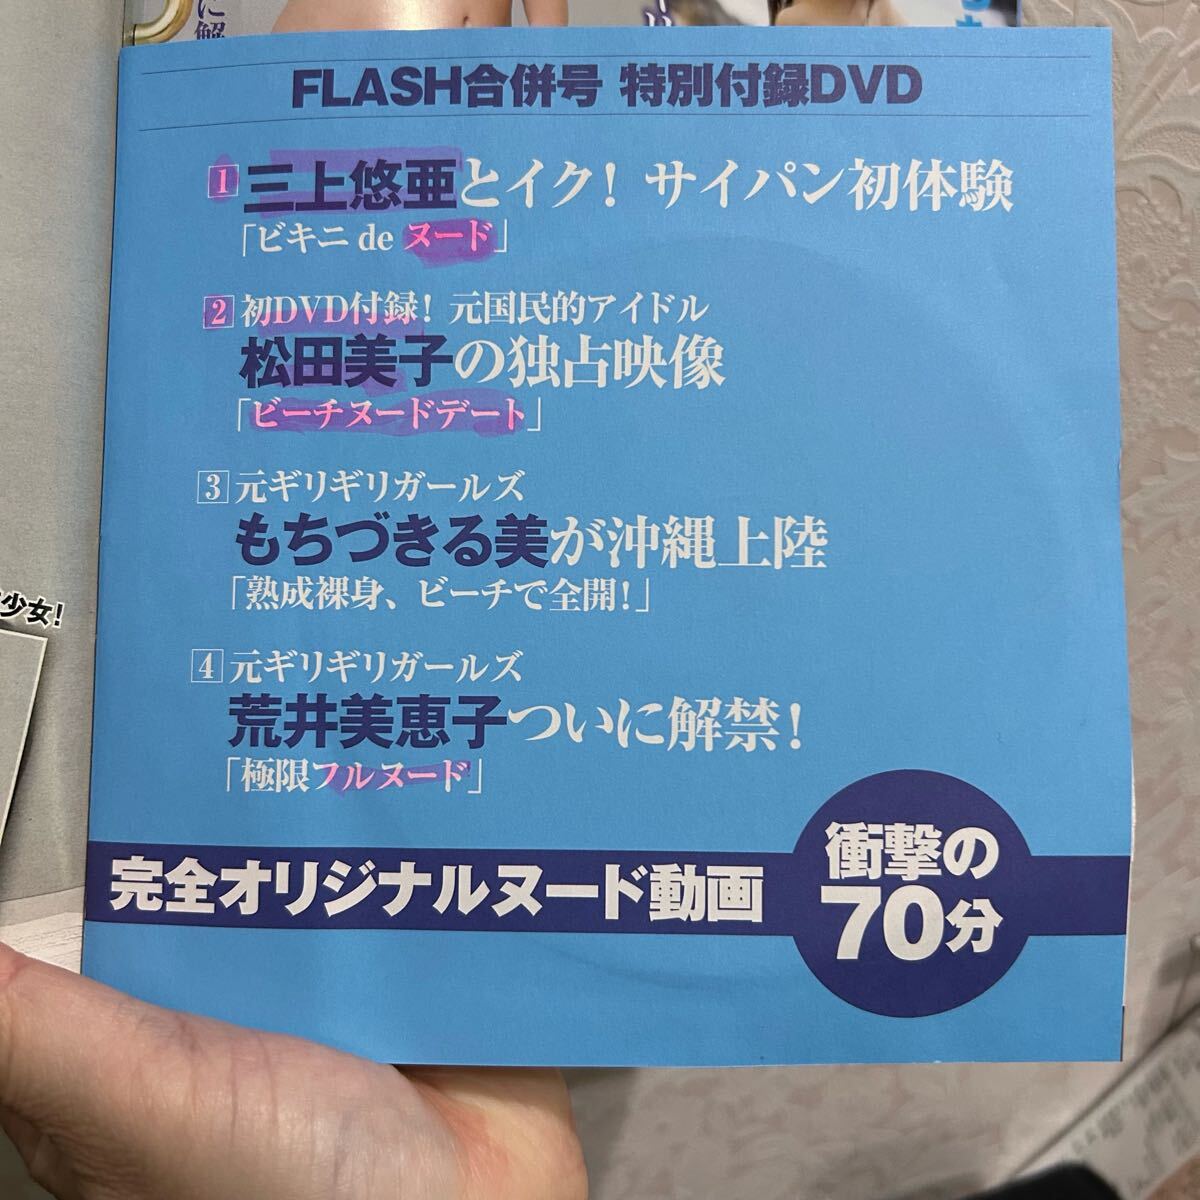 に解
少女!
FLASH合併号 特別付録DVD
1 三上悠亜とイク! サイパン初体験
「ビキニ de ヌード」
2 初DVD付録! 元国民的アイドル
松田美子の独占映像
「ビーチヌードデート」
3 元ギリギリガールズ
もちづきる美が沖縄上陸
「熟成裸身、ビーチで全開!」
4 元ギリギリガールズ
荒井美恵子ついに解禁!
「極限フルヌード」
完全オリジナルヌード動画
衝撃の
70分